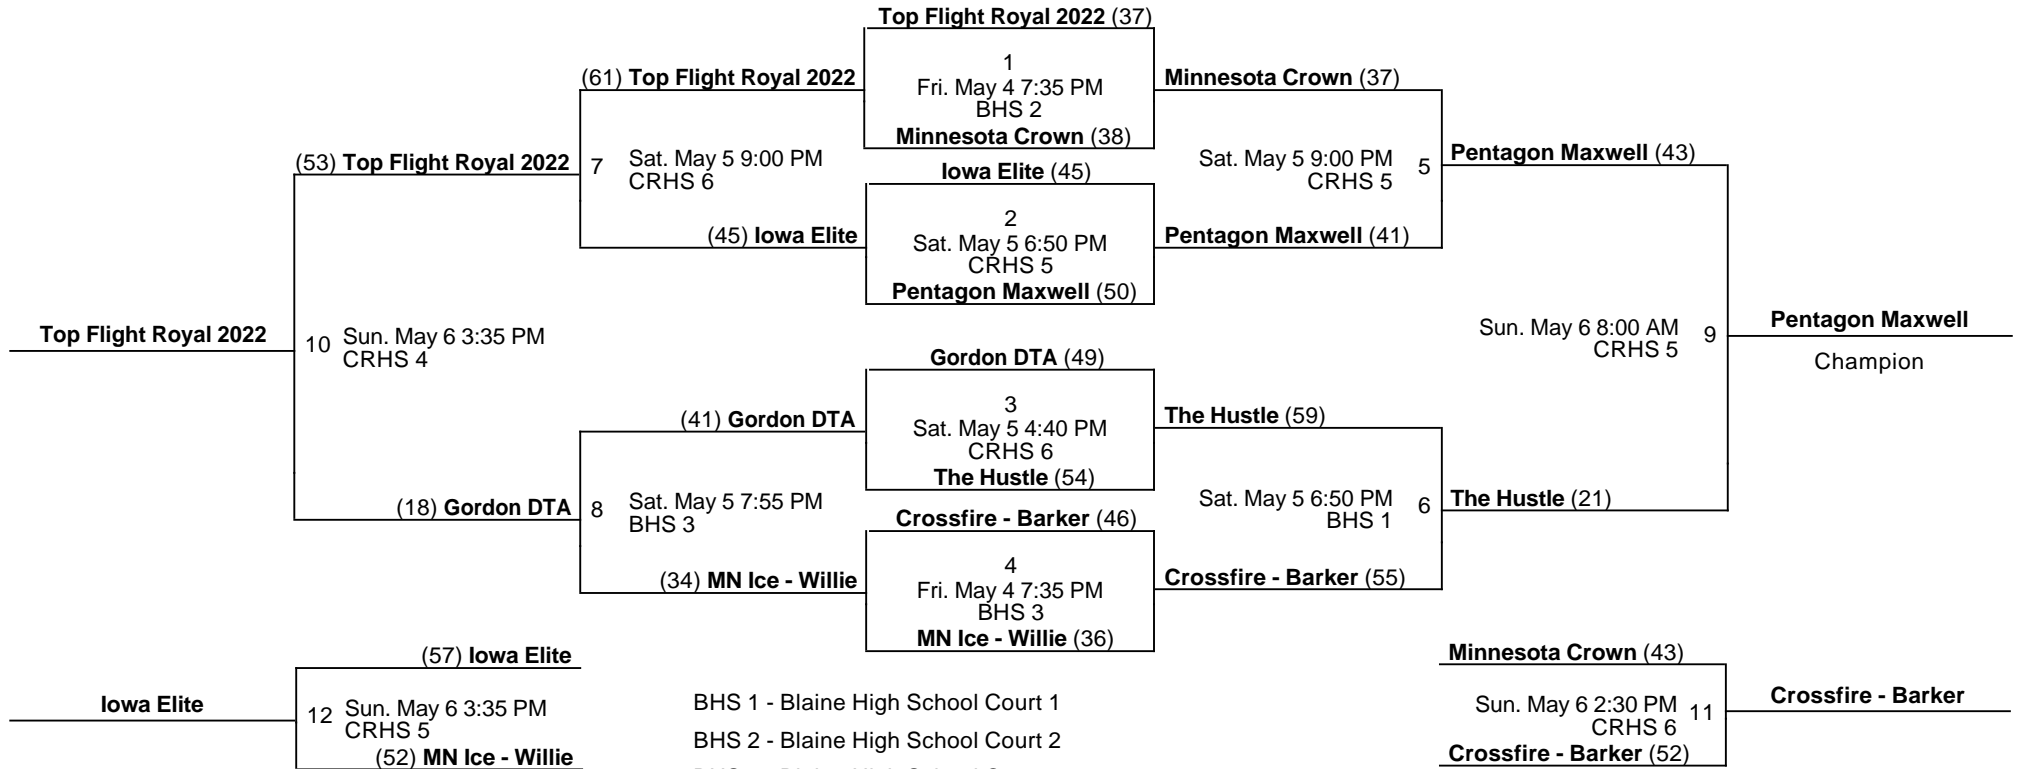 Top Flight Royal 2022 (37)
1
Fri. May 4 7:35 PM
BHS 2
Minnesota Crown (38)
(61) Top Flight Royal 2022
Minnesota Crown (37)
(53) Top Flight Royal 2022
7
Sat. May 5 9:00 PM
CRHS 6
Iowa Elite (45)
Sat. May 5 9:00 PM
CRHS 5
5
Pentagon Maxwell (43)
2
Sat. May 5 6:50 PM
CRHS 5
Pentagon Maxwell (50)
(45) Iowa Elite
Pentagon Maxwell (41)
Top Flight Royal 2022
10
Sun. May 6 3:35 PM
CRHS 4
Sun. May 6 8:00 AM
CRHS 5
9
Pentagon Maxwell
Champion
Gordon DTA (49)
3
Sat. May 5 4:40 PM
CRHS 6
The Hustle (54)
(41) Gordon DTA
The Hustle (59)
(18) Gordon DTA
8
Sat. May 5 7:55 PM
BHS 3
Crossfire - Barker (46)
Sat. May 5 6:50 PM
BHS 1
6
The Hustle (21)
4
Fri. May 4 7:35 PM
BHS 3
MN Ice - Willie (36)
(34) MN Ice - Willie
Crossfire - Barker (55)
(57) Iowa Elite
Iowa Elite
12
Sun. May 6 3:35 PM
CRHS 5
(52) MN Ice - Willie
BHS 1 - Blaine High School Court 1
BHS 2 - Blaine High School Court 2
Minnesota Crown (43)
Sun. May 6 2:30 PM
CRHS 6
11
Crossfire - Barker (52)
Crossfire - Barker